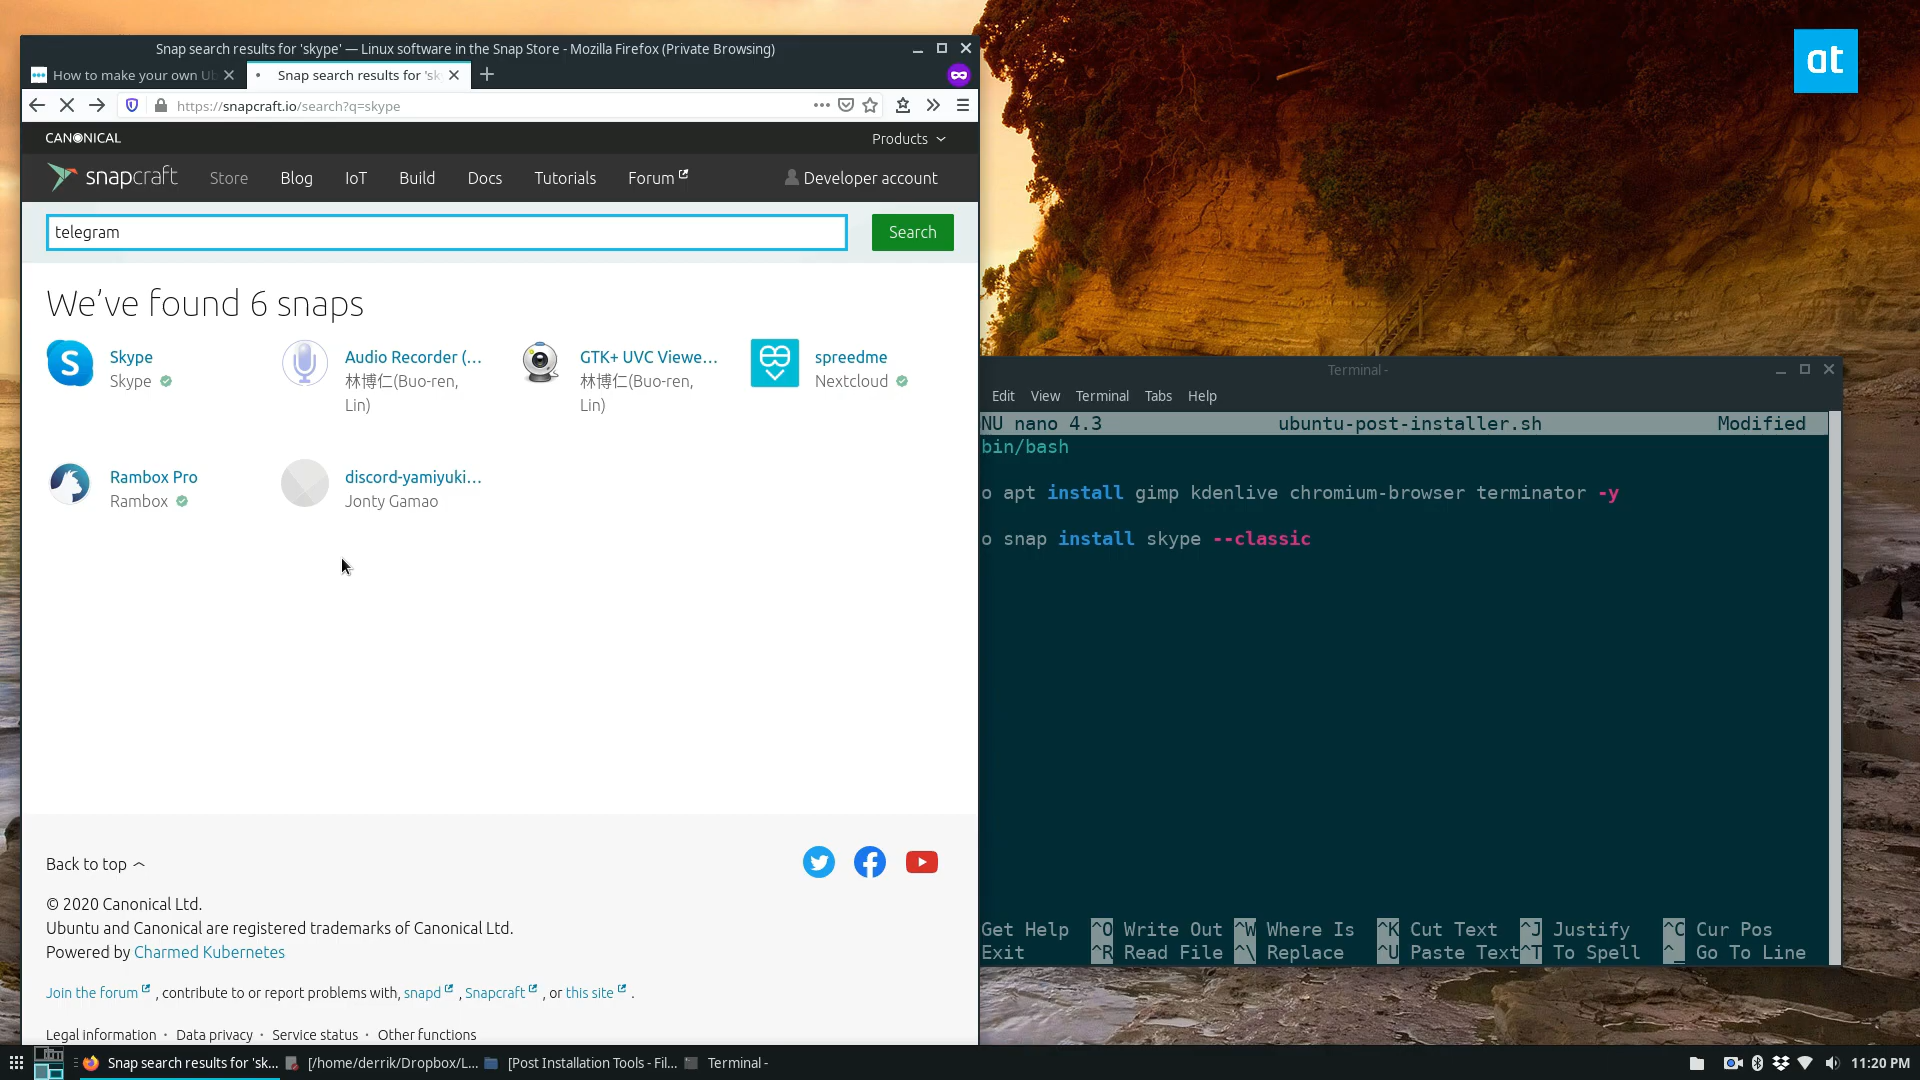 Snap search results for 'skype' — Linux software in the Snap Store - Mozilla Firefox (Private Browsing)
How to make your own Ub
Snap search results for 'sk
https://snapcraft.io/search?q=skype
CANONICAL
Products
snapcraft
Store
Blog
IoT
Build
Docs
Tutorials
Forum
Developer account
telegram
Search
We've found 6 snaps
Skype
Skype
Audio Recorder (...
林博仁(Buo-ren,
Lin)
GTK+ UVC Viewe...
林博仁(Buo-ren,
Lin)
spreedme
Nextcloud
Rambox Pro
Rambox
discord-yamiyuki...
Jonty Gamao
Back to top
© 2020 Canonical Ltd.
Ubuntu and Canonical are registered trademarks of Canonical Ltd.
Powered by Charmed Kubernetes
Join the forum , contribute to or report problems with, snapd , Snapcraft , or this site .
Legal information · Data privacy · Service status · Other functions
at
Terminal -
Edit View Terminal Tabs Help
NU nano 4.3 ubuntu-post-installer.sh Modified
bin/bash
o apt install gimp kdenlive chromium-browser terminator -y
o snap install skype --classic
Get Help ^O Write Out ^W Where Is ^K Cut Text ^J Justify ^C Cur Pos
Exit ^R Read File ^\ Replace ^U Paste Text ^T To Spell ^_ Go To Line
Snap search results for 'sk...
[/home/derrik/Dropbox/L...
[Post Installation Tools - Fil...
Terminal -
11:20 PM